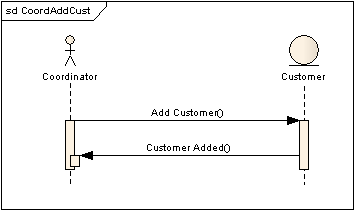 sd CoordAddCust
Coordinator
Customer
Add Customer()
Customer Added()